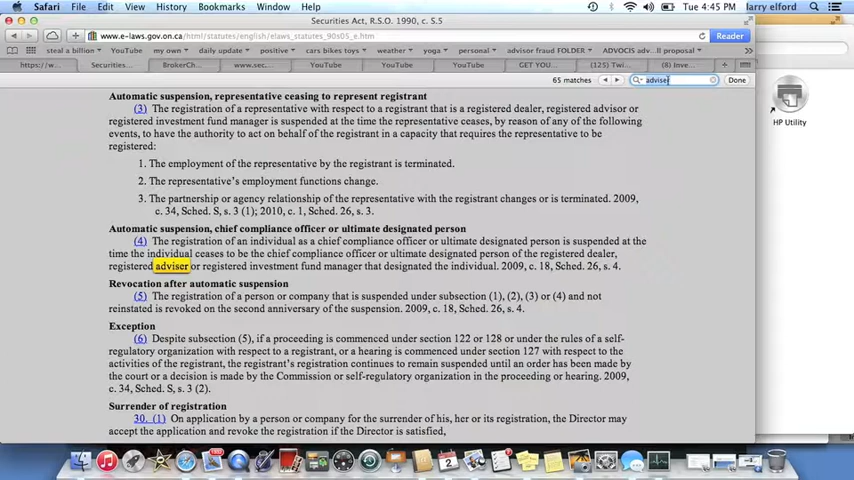 Safari File Edit View History Bookmarks Window Help Tue 4:45 PM larry elford
Securities Act, R.S.O. 1990, c. S.5
www.e-laws.gov.on.ca/html/statutes/english/elaws_statutes_90s05_e.htm Reader
steal a billion YouTube my own daily update positive cars bikes toys weather yoga personal advisor fraud FOLDER ADVOCIS ad...ll proposal
https://w... Securities... BrokerCh... www.sec... YouTube YouTube GET YOU... YouTube (125) Twi... (8) Inve...
65 matches adviser Done
Automatic suspension, representative ceasing to represent registrant
(3) The registration of a representative with respect to a registrant that is a registered dealer, registered advisor or
registered investment fund manager is suspended at the time the representative ceases, by reason of any of the following
events, to have the authority to act on behalf of the registrant in a capacity that requires the representative to be
registered:
1. The employment of the representative by the registrant is terminated.
2. The representative's employment functions change.
3. The partnership or agency relationship of the representative with the registrant changes or is terminated. 2009,
c. 34, Sched. S, s. 3 (1); 2010, c. 1, Sched. 26, s. 3.
Automatic suspension, chief compliance officer or ultimate designated person
(4) The registration of an individual as a chief compliance officer or ultimate designated person is suspended at the
time the individual ceases to be the chief compliance officer or ultimate designated person of the registered dealer,
registered adviser or registered investment fund manager that designated the individual. 2009, c. 18, Sched. 26, s. 4.
Revocation after automatic suspension
(5) The registration of a person or company that is suspended under subsection (1), (2), (3) or (4) and not
reinstated is revoked on the second anniversary of the suspension. 2009, c. 18, Sched. 26, s. 4.
Exception
(6) Despite subsection (5), if a proceeding is commenced under section 122 or 128 or under the rules of a self-
regulatory organization with respect to a registrant, or a hearing is commenced under section 127 with respect to the
activities of the registrant, the registrant's registration continues to remain suspended until an order has been made by
the court or a decision is made by the Commission or self-regulatory organization in the proceeding or hearing. 2009,
c. 34, Sched. S, s. 3 (2).
Surrender of registration
30. (1) On application by a person or company for the surrender of his, her or its registration, the Director may
accept the application and revoke the registration if the Director is satisfied,
HP Utility